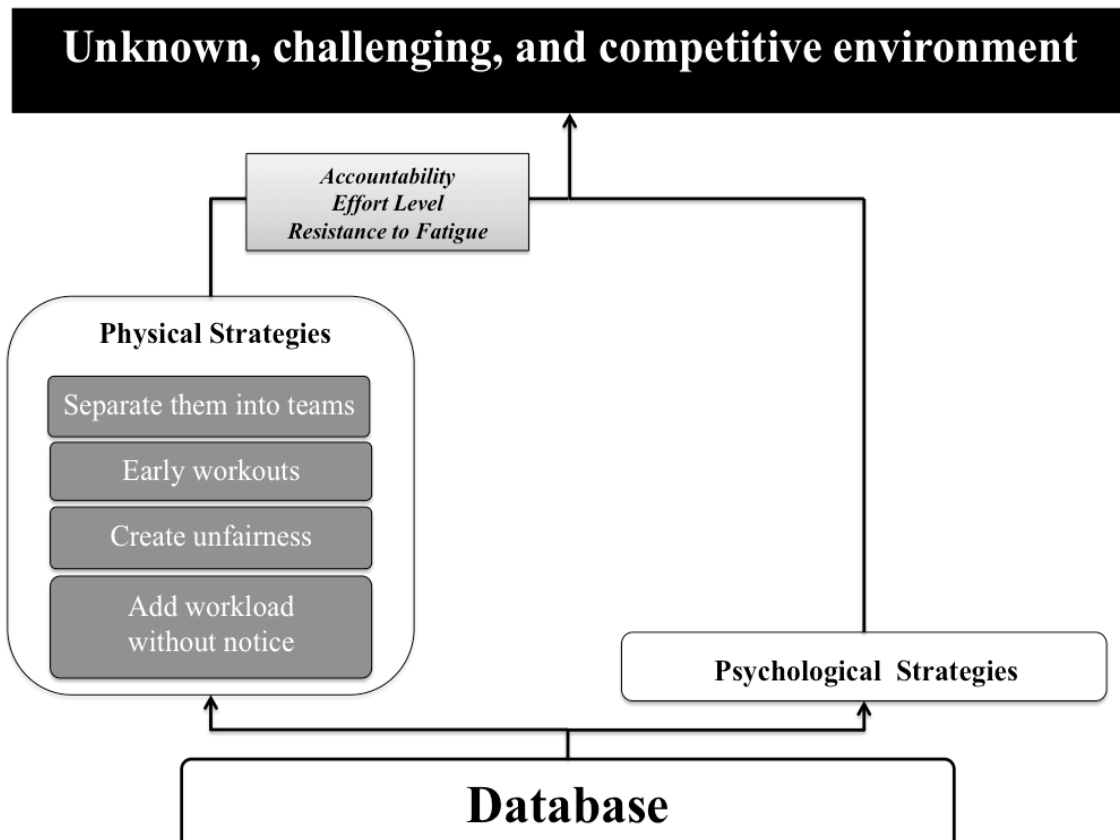 Unknown, challenging, and competitive environment
Accountability
Effort Level
Resistance to Fatigue
Physical Strategies
Separate them into teams
Early workouts
Create unfairness
Add workload
without notice
Psychological Strategies
Database